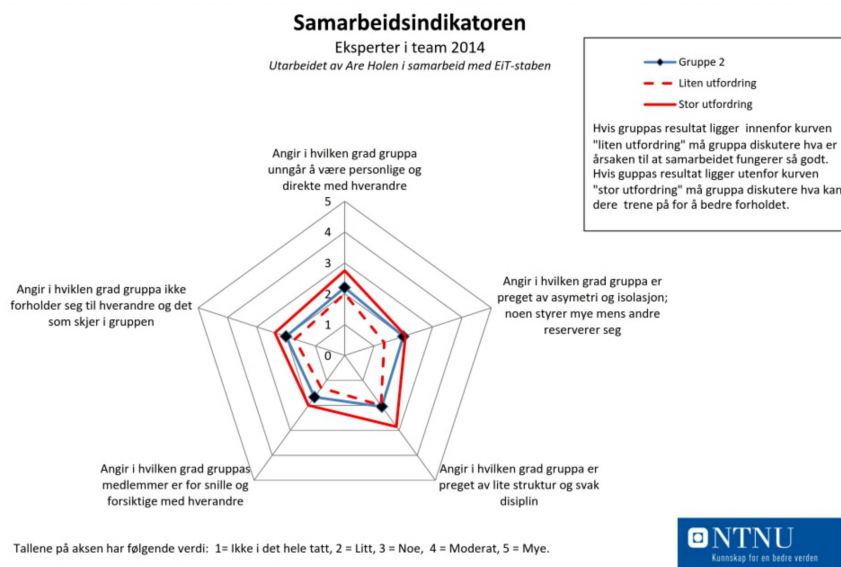 Samarbeidsindikatoren
Eksperter i team 2014
Utarbeidet av Are Holen i samarbeid med EiT-staben
Gruppe 2
Liten utfordring
Stor utfordring
Hvis gruppas resultat ligger innenfor kurven
"liten utfordring" må gruppa diskutere hva er
årsaken til at samarbeidet fungerer så godt.
Hvis guppas resultat ligger utenfor kurven
"stor utfordring" må gruppa diskutere hva kan
dere trene på for å bedre forholdet.
Angir i hvilken grad gruppa
unngår å være personlige og
direkte med hverandre
5
4
3
2
1
0
Angir i hviklen grad gruppa ikke
forholder seg til hverandre og det
som skjer i gruppen
Angir i hvilken grad gruppa er
preget av asymetri og isolasjon;
noen styrer mye mens andre
reserverer seg
Angir i hvilken grad gruppas
medlemmer er for snille og
forsiktige med hverandre
Angir i hvilken grad gruppa er
preget av lite struktur og svak
disiplin
Tallene på aksen har følgende verdi: 1= Ikke i det hele tatt, 2 = Litt, 3 = Noe, 4 = Moderat, 5 = Mye.
NTNU
Kunnskap for en bedre verden